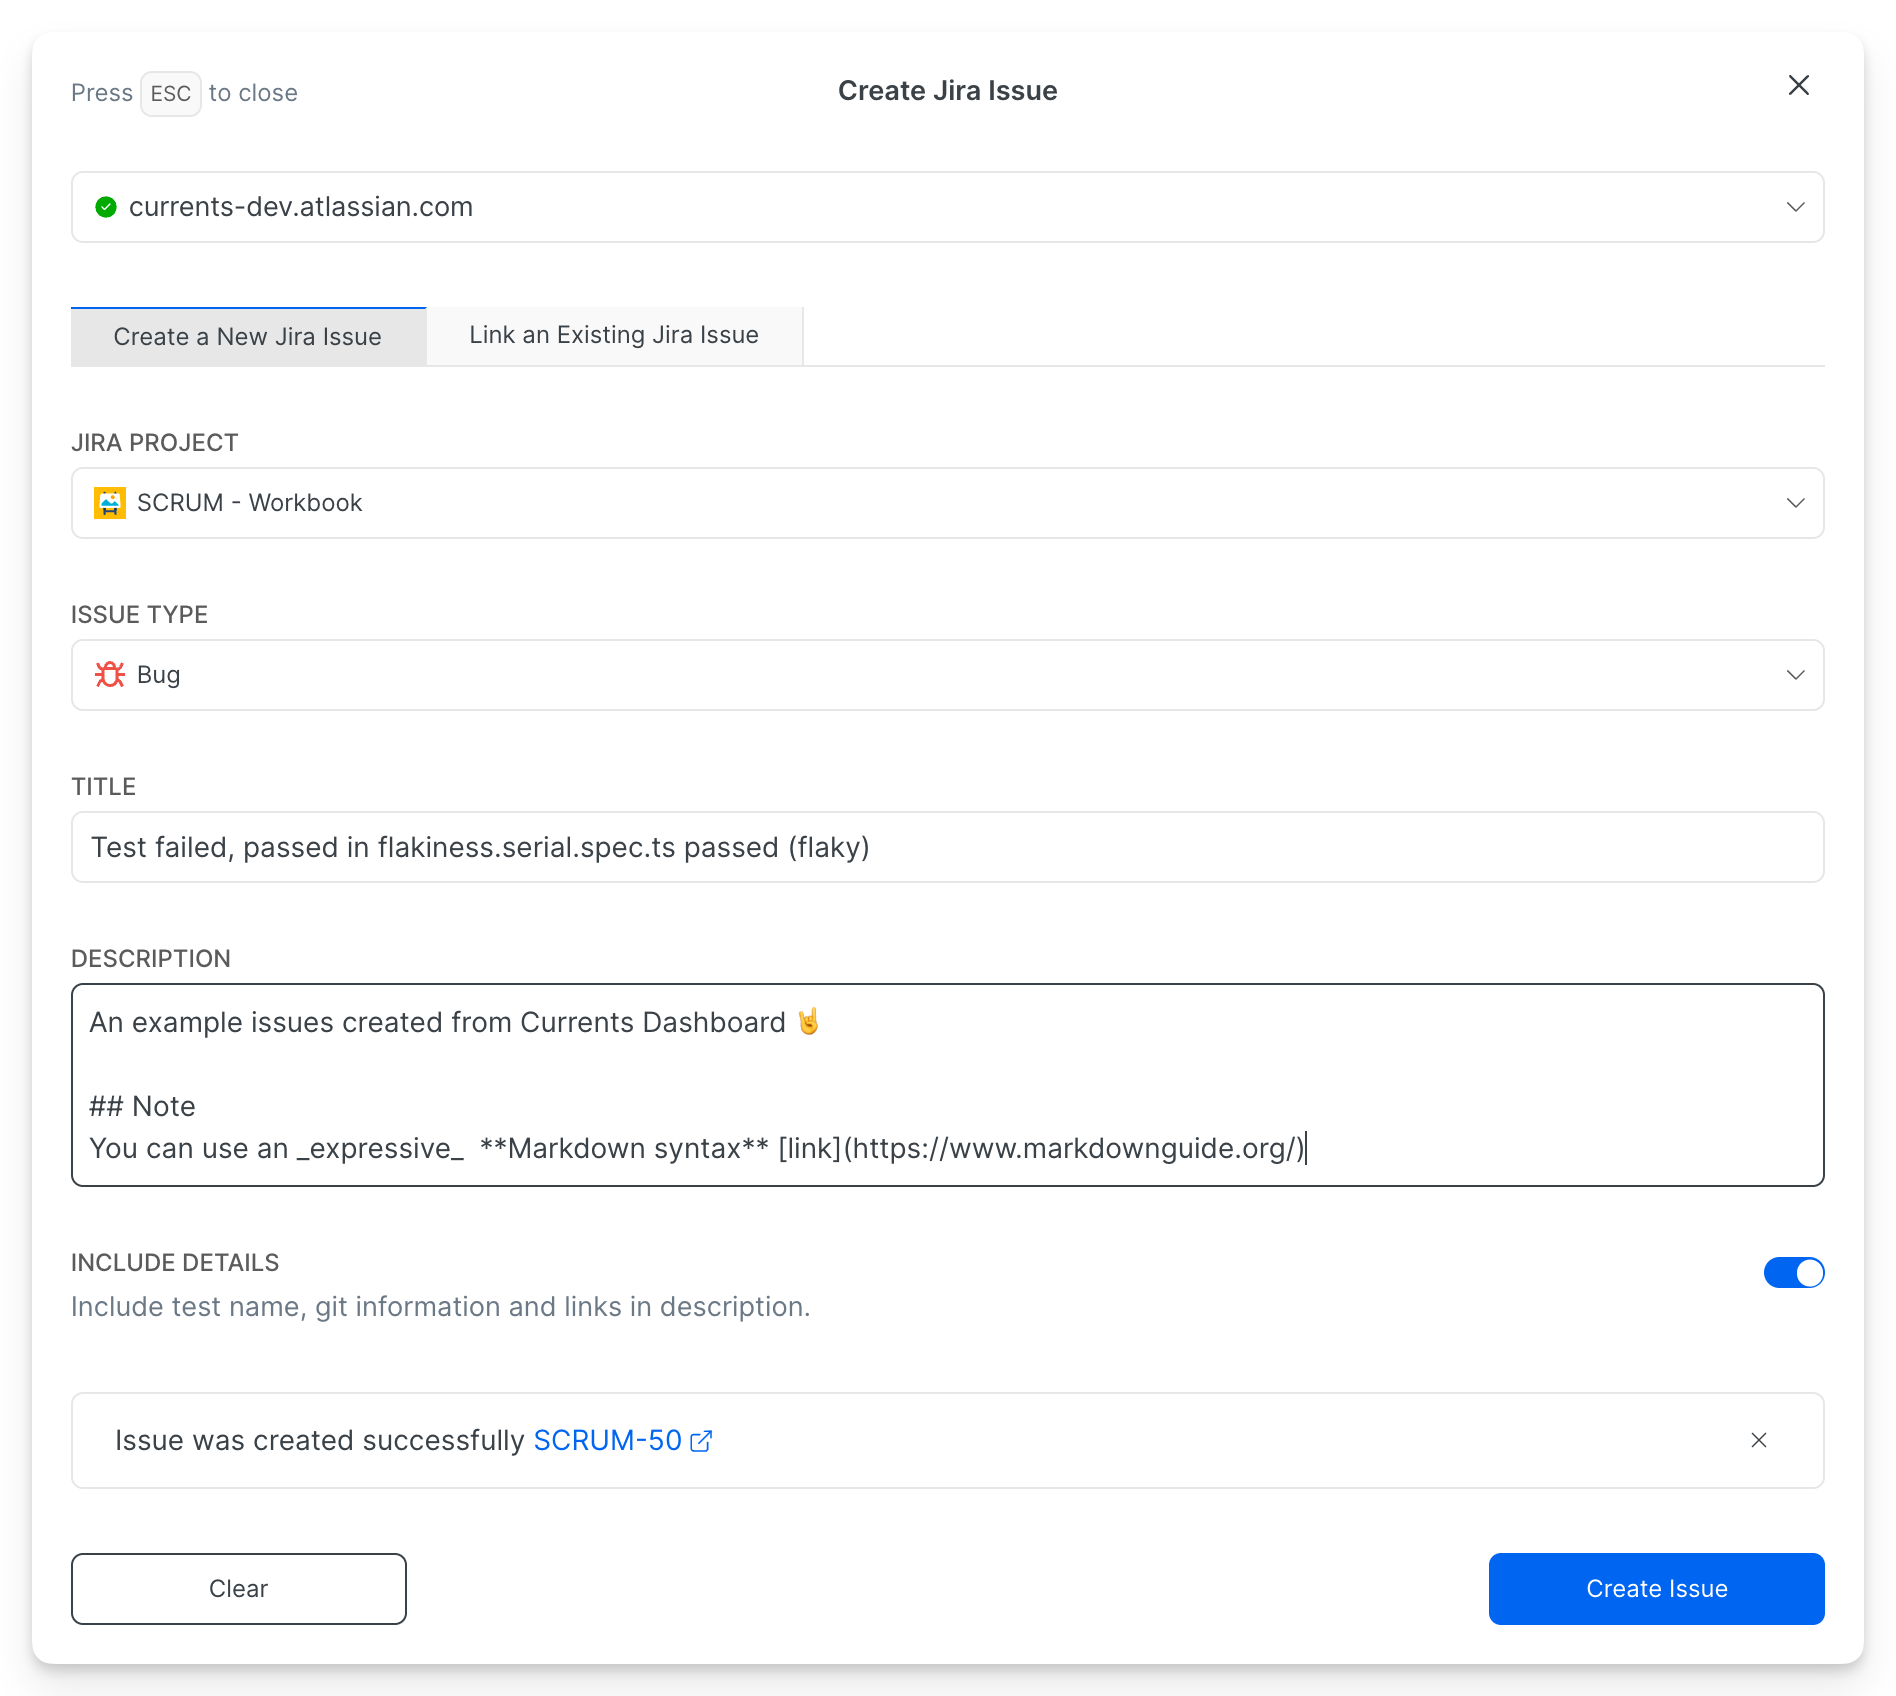 Press ESC to close
Create Jira Issue
currents-dev.atlassian.com
Create a New Jira Issue
Link an Existing Jira Issue
JIRA PROJECT
SCRUM - Workbook
ISSUE TYPE
Bug
TITLE
Test failed, passed in flakiness.serial.spec.ts passed (flaky)
DESCRIPTION
An example issues created from Currents Dashboard 🤘
## Note
You can use an _expressive_  **Markdown syntax** [link](https://www.markdownguide.org/)
INCLUDE DETAILS
Include test name, git information and links in description.
Issue was created successfully SCRUM-50
Clear
Create Issue